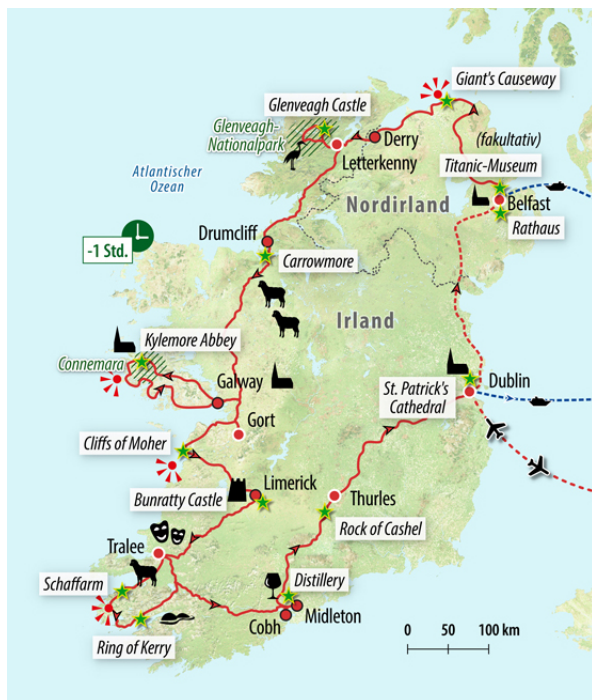 Giant's Causeway
Glenveagh Castle
Glenveagh-
Nationalpark
Derry
Letterkenny
(fakultativ)
Titanic-Museum
Atlantischer
Ozean
Belfast
Nordirland
Rathaus
Drumcliff
-1 Std.
Carrowmore
Irland
Kylemore Abbey
Connemara
Galway
Dublin
St. Patrick's
Cathedral
Gort
Cliffs of Moher
Limerick
Bunratty Castle
Thurles
Rock of Cashel
Tralee
Schaffarm
Distillery
Midleton
Cobh
Ring of Kerry
0 50 100 km